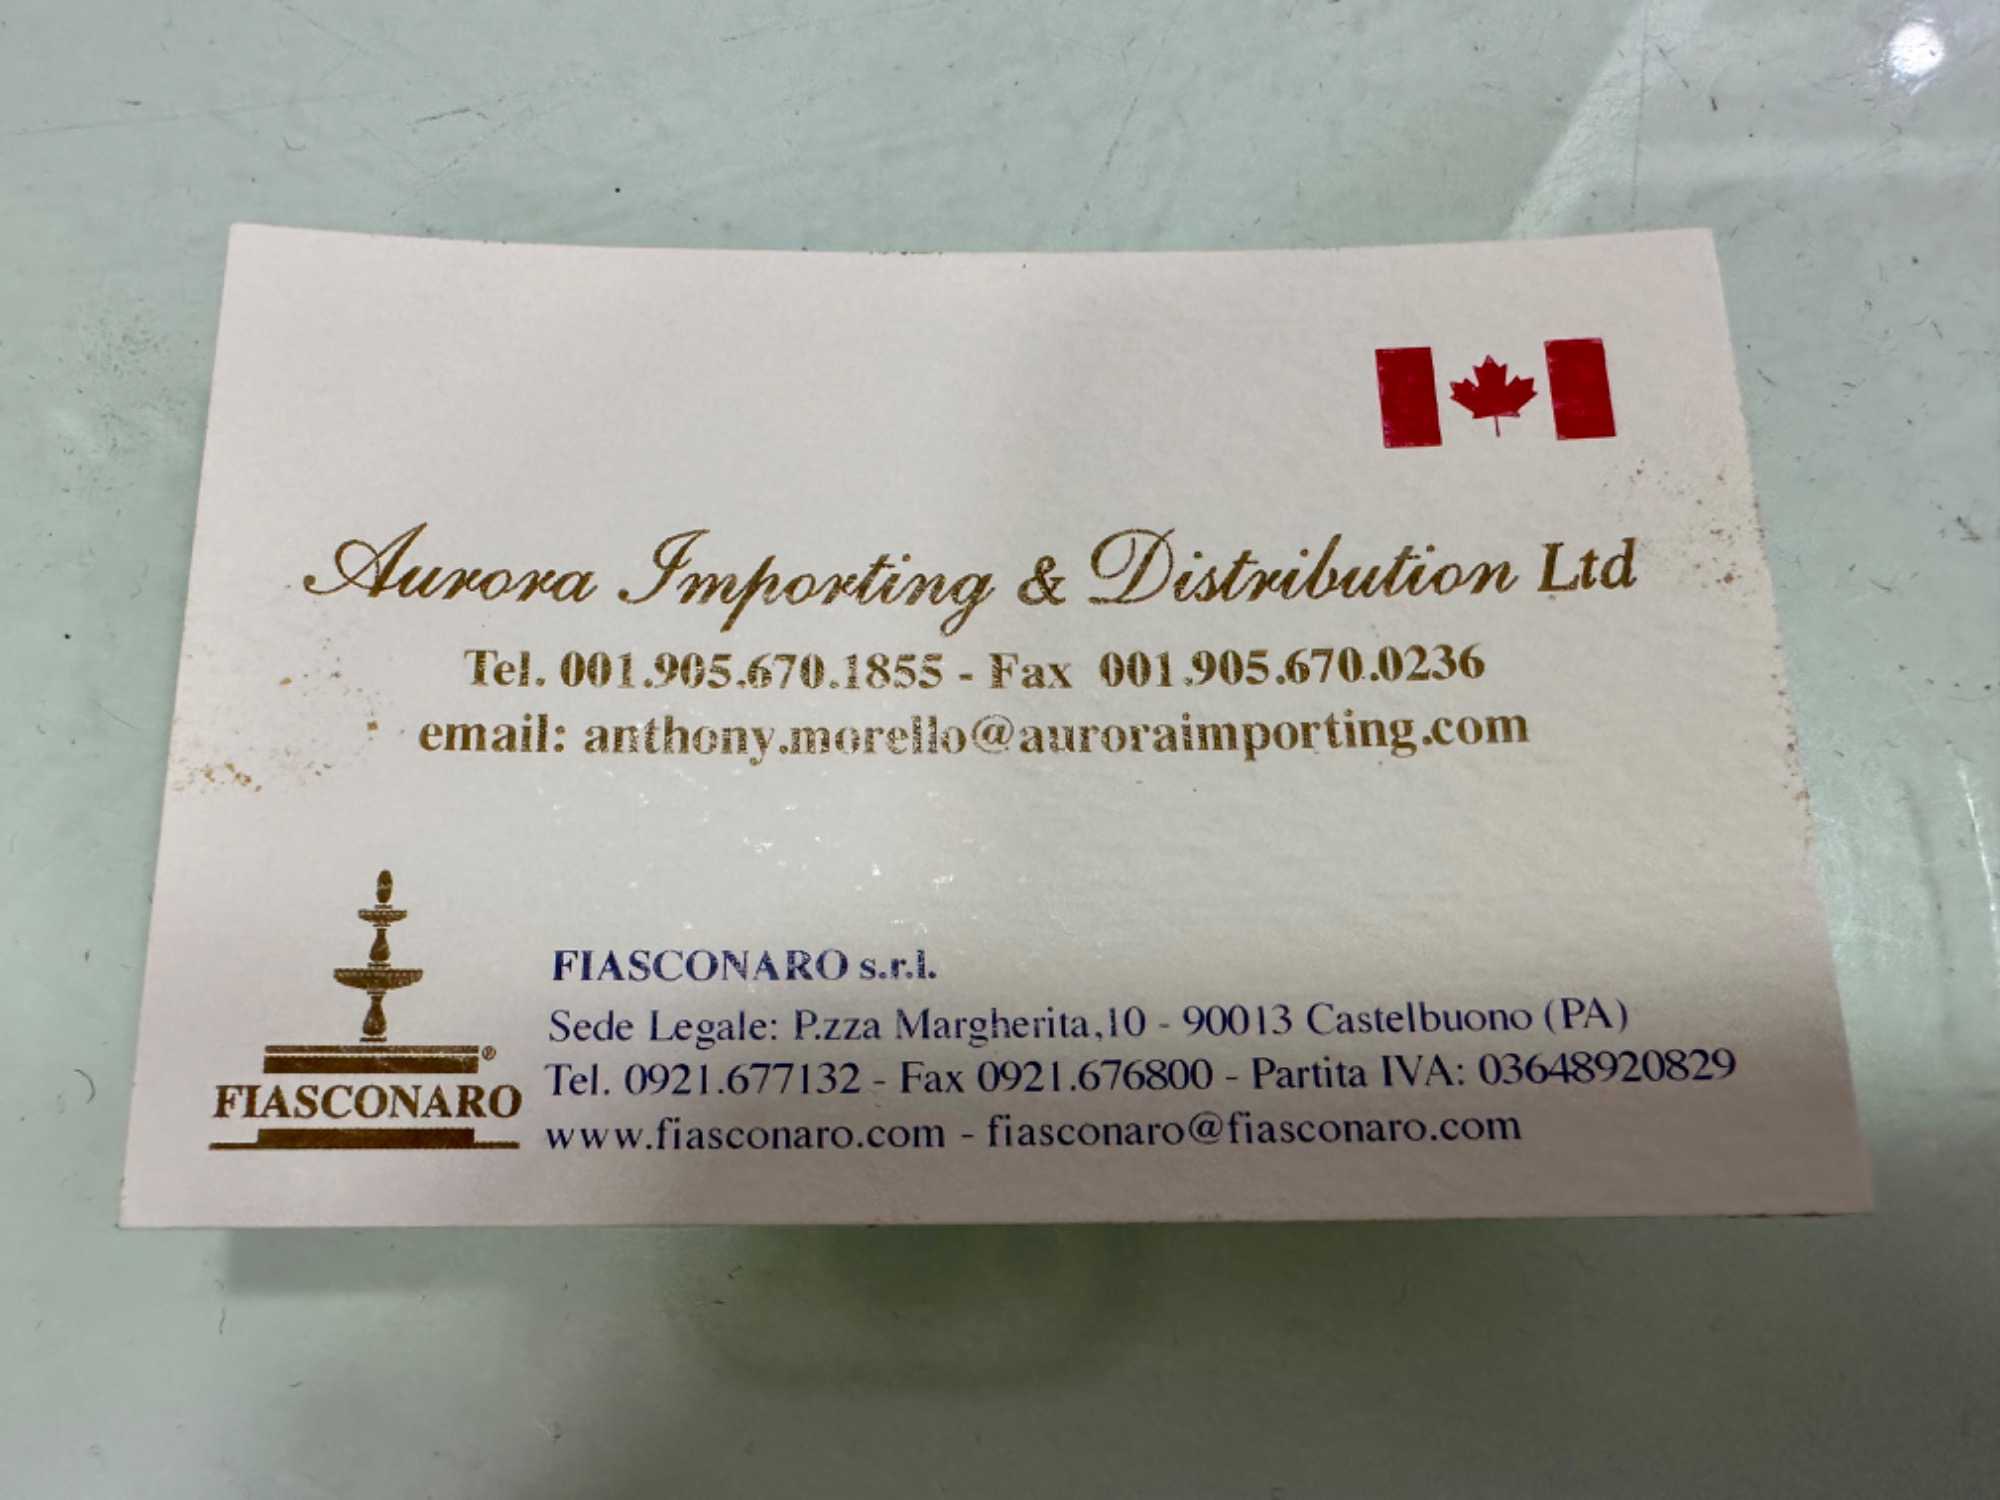 Aurora Importing & Distribution Ltd
Tel. 001.905.670.1855 - Fax 001.905.670.0236
email: anthony.morello@auroraimporting.com
FIASCONARO s.r.l.
Sede Legale: P.zza Margherita,10 - 90013 Castelbuono (PA)
Tel. 0921.677132 - Fax 0921.676800 - Partita IVA: 03648920829
www.fiasconaro.com - fiasconaro@fiasconaro.com
®
FIASCONARO